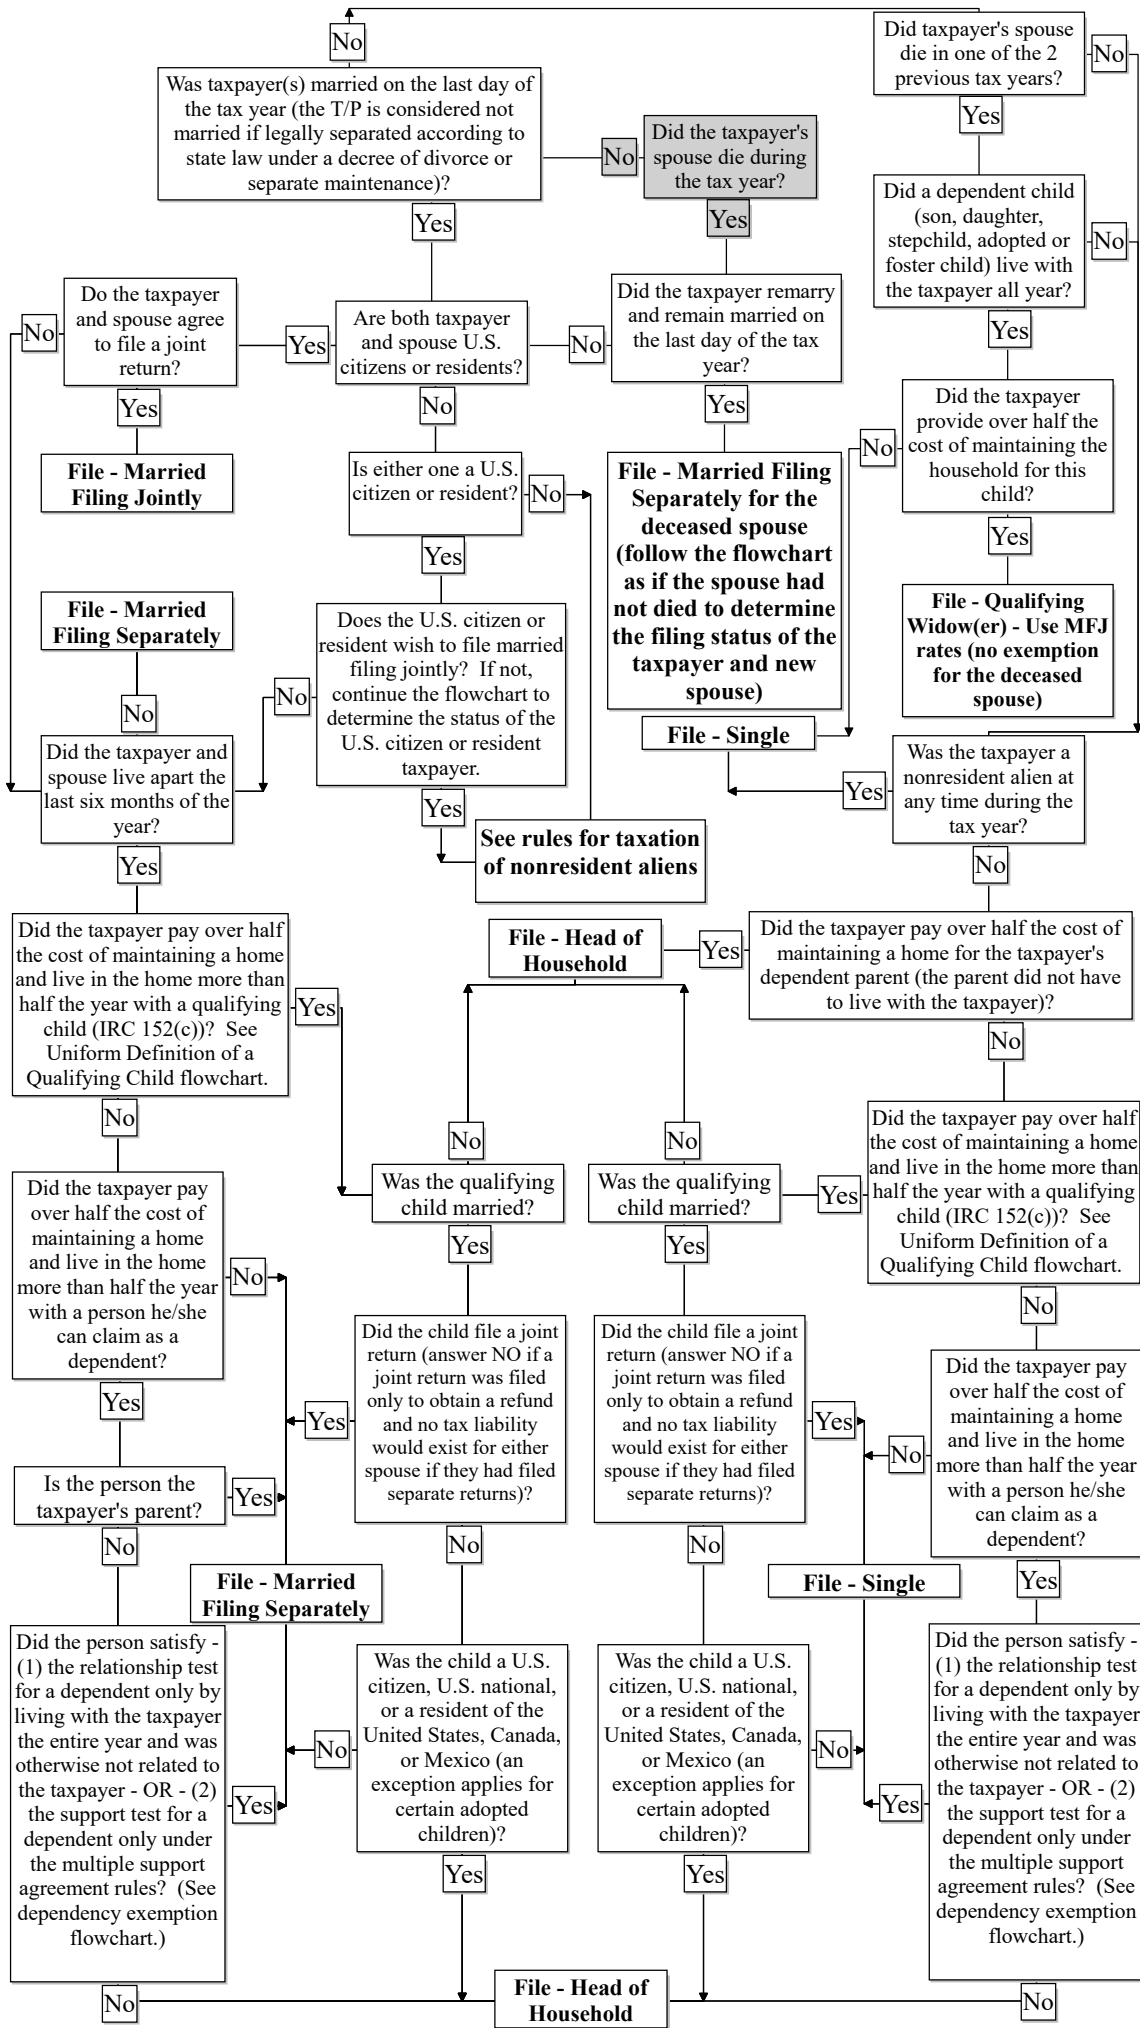 No
Did taxpayer's spouse
die in one of the 2
previous tax years?
No
Yes
Was taxpayer(s) married on the last day of
the tax year (the T/P is considered not
married if legally separated according to
state law under a decree of divorce or
separate maintenance)?
No
Did the taxpayer's
spouse die during
the tax year?
Yes
Yes
Did a dependent child
(son, daughter,
stepchild, adopted or
foster child) live with
the taxpayer all year?
No
Yes
Do the taxpayer
and spouse agree
to file a joint
return?
No
Yes
Yes
Are both taxpayer
and spouse U.S.
citizens or residents?
No
No
Did the taxpayer remarry
and remain married on
the last day of the tax
year?
Yes
Did the taxpayer
provide over half the
cost of maintaining the
household for this
child?
No
Yes
File - Married
Filing Jointly
Is either one a U.S.
citizen or resident?
No
Yes
File - Married Filing
Separately for the
deceased spouse
(follow the flowchart
as if the spouse had
not died to determine
the filing status of the
taxpayer and new
spouse)
File - Qualifying
Widow(er) - Use MFJ
rates (no exemption
for the deceased
spouse)
File - Married
Filing Separately
No
Does the U.S. citizen or
resident wish to file married
filing jointly?  If not,
continue the flowchart to
determine the status of the
U.S. citizen or resident
taxpayer.
No
Yes
File - Single
Did the taxpayer and
spouse live apart the
last six months of the
year?
Yes
Was the taxpayer a
nonresident alien at
any time during the
tax year?
Yes
No
See rules for taxation
of nonresident aliens
Did the taxpayer pay over half
the cost of maintaining a home
and live in the home more than
half the year with a qualifying
child (IRC 152(c))?  See
Uniform Definition of a
Qualifying Child flowchart.
Yes
No
File - Head of
Household
Yes
Did the taxpayer pay over half the cost of
maintaining a home for the taxpayer's
dependent parent (the parent did not have
to live with the taxpayer)?
No
No
No
Did the taxpayer pay
over half the cost of
maintaining a home
and live in the home
more than half the year
with a person he/she
can claim as a
dependent?
No
Yes
Was the qualifying
child married?
Yes
Was the qualifying
child married?
Yes
Yes
Did the taxpayer pay over half
the cost of maintaining a home
and live in the home more than
half the year with a qualifying
child (IRC 152(c))?  See
Uniform Definition of a
Qualifying Child flowchart.
No
Did the child file a joint
return (answer NO if a
joint return was filed
only to obtain a refund
and no tax liability
would exist for either
spouse if they had filed
separate returns)?
Yes
No
Did the child file a joint
return (answer NO if a
joint return was filed
only to obtain a refund
and no tax liability
would exist for either
spouse if they had filed
separate returns)?
Yes
No
Did the taxpayer pay
over half the cost of
maintaining a home
and live in the home
more than half the year
with a person he/she
can claim as a
dependent?
No
Yes
Is the person the
taxpayer's parent?
Yes
No
File - Married
Filing Separately
File - Single
Did the person satisfy -
(1) the relationship test
for a dependent only by
living with the taxpayer
the entire year and was
otherwise not related to
the taxpayer - OR - (2)
the support test for a
dependent only under
the multiple support
agreement rules?  (See
dependency exemption
flowchart.)
Yes
No
Was the child a U.S.
citizen, U.S. national,
or a resident of the
United States, Canada,
or Mexico (an
exception applies for
certain adopted
children)?
No
Yes
Was the child a U.S.
citizen, U.S. national,
or a resident of the
United States, Canada,
or Mexico (an
exception applies for
certain adopted
children)?
No
Yes
Did the person satisfy -
(1) the relationship test
for a dependent only by
living with the taxpayer
the entire year and was
otherwise not related to
the taxpayer - OR - (2)
the support test for a
dependent only under
the multiple support
agreement rules?  (See
dependency exemption
flowchart.)
Yes
No
File - Head of
Household